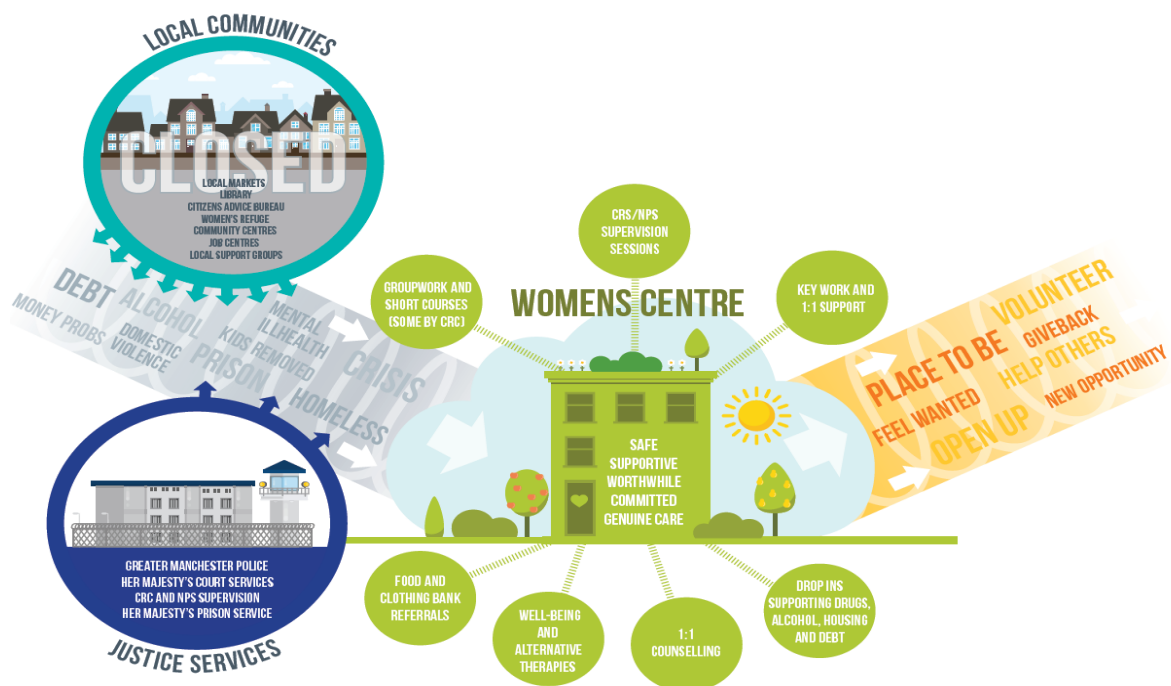 LOCAL COMMUNITIES
CLOSED
LOCAL MARKETS
LIBRARY
CITIZENS ADVICE BUREAU
WOMEN'S REFUGE
COMMUNITY CENTRES
JOB CENTRES
LOCAL SUPPORT GROUPS
DEBT
MONEY PROBS
ALCOHOL
DOMESTIC
VIOLENCE
PRISON
KIDS REMOVED
MENTAL
ILLHEALTH
CRISIS
HOMELESS
GREATER MANCHESTER POLICE
HER MAJESTY'S COURT SERVICES
CRC AND NPS SUPERVISION
HER MAJESTY'S PRISON SERVICE
JUSTICE SERVICES
WOMENS CENTRE
GROUPWORK AND
SHORT COURSES
(SOME BY CRC)
CRS/NPS
SUPERVISION
SESSIONS
KEY WORK AND
1:1 SUPPORT
SAFE
SUPPORTIVE
WORTHWHILE
COMMITTED
GENUINE CARE
FOOD AND
CLOTHING BANK
REFERRALS
WELL-BEING
AND
ALTERNATIVE
THERAPIES
1:1
COUNSELLING
DROP INS
SUPPORTING DRUGS,
ALCOHOL, HOUSING
AND DEBT
PLACE TO BE
FEEL WANTED
OPEN UP
VOLUNTEER
GIVEBACK
HELP OTHERS
NEW OPPORTUNITY